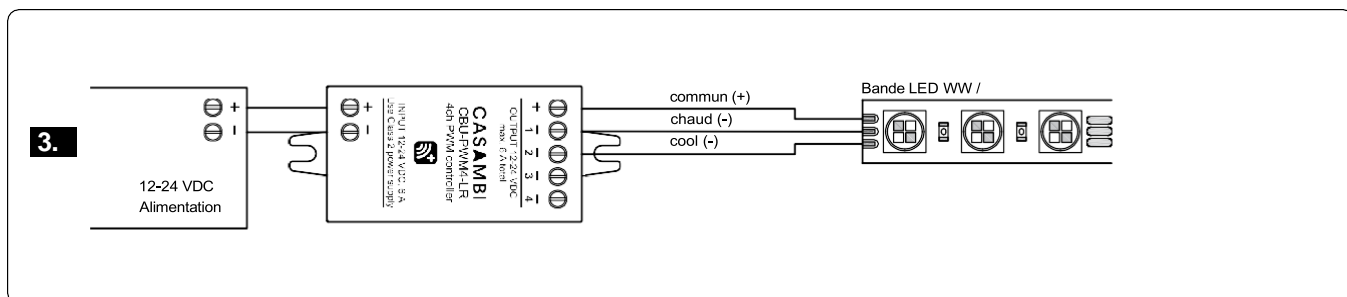 3.
+
−
12-24 VDC
Alimentation
+
−
INPUT 12-24 VDC, 6 A
Use Class 2 power supply
CASAMBI
CBU-PWM4-LR
4ch PWM controller
OUTPUT 12-24 VDC
max. 6 A total
+
1 −
2 −
3 −
4 −
commun (+)
chaud (-)
cool (-)
Bande LED WW /